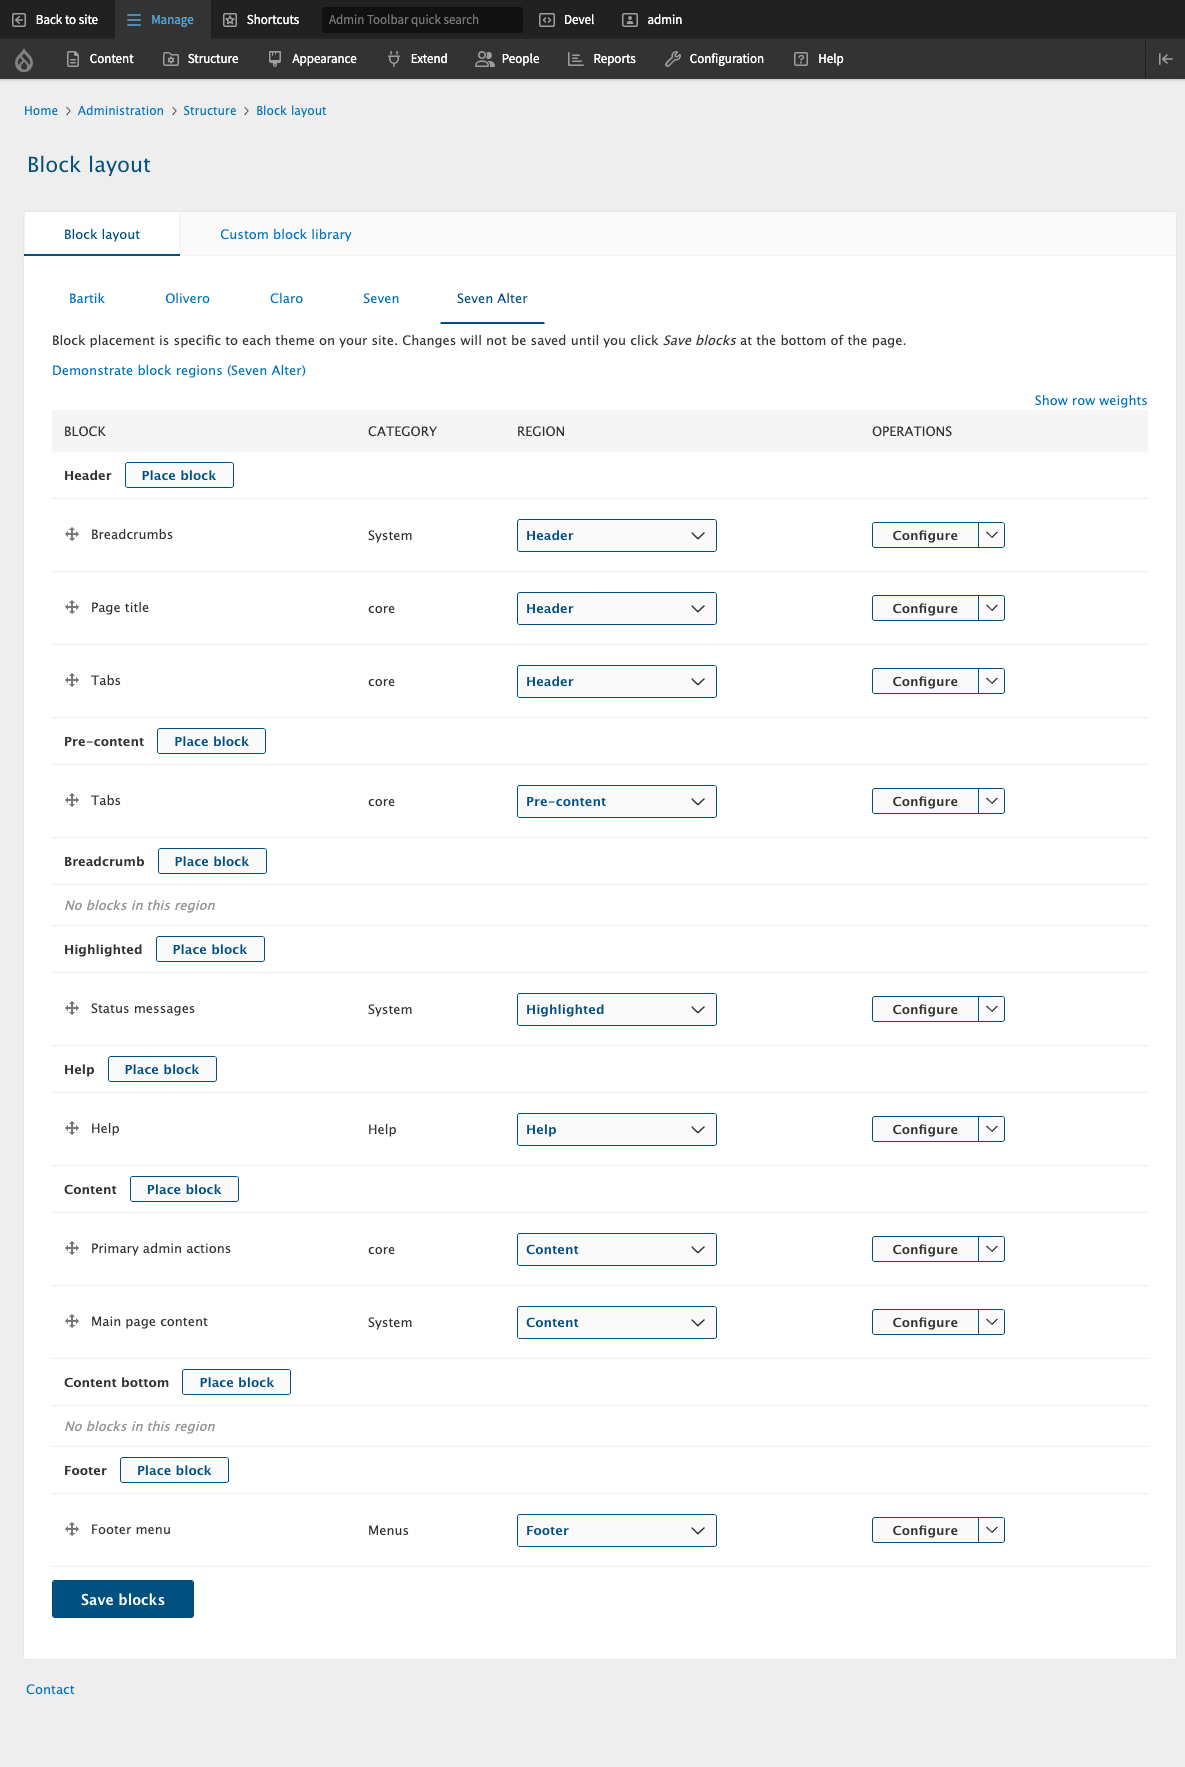 Back to site Manage Shortcuts Admin Toolbar quick search Devel admin
Content Structure Appearance Extend People Reports Configuration Help
Home > Administration > Structure > Block layout
Block layout
Block layout Custom block library
Bartik Olivero Claro Seven Seven Alter
Block placement is specific to each theme on your site. Changes will not be saved until you click Save blocks at the bottom of the page.
Demonstrate block regions (Seven Alter)
Show row weights
BLOCK CATEGORY REGION OPERATIONS
Header Place block
Breadcrumbs System Header Configure
Page title core Header Configure
Tabs core Header Configure
Pre-content Place block
Tabs core Pre-content Configure
Breadcrumb Place block
No blocks in this region
Highlighted Place block
Status messages System Highlighted Configure
Help Place block
Help Help Help Configure
Content Place block
Primary admin actions core Content Configure
Main page content System Content Configure
Content bottom Place block
No blocks in this region
Footer Place block
Footer menu Menus Footer Configure
Save blocks
Contact